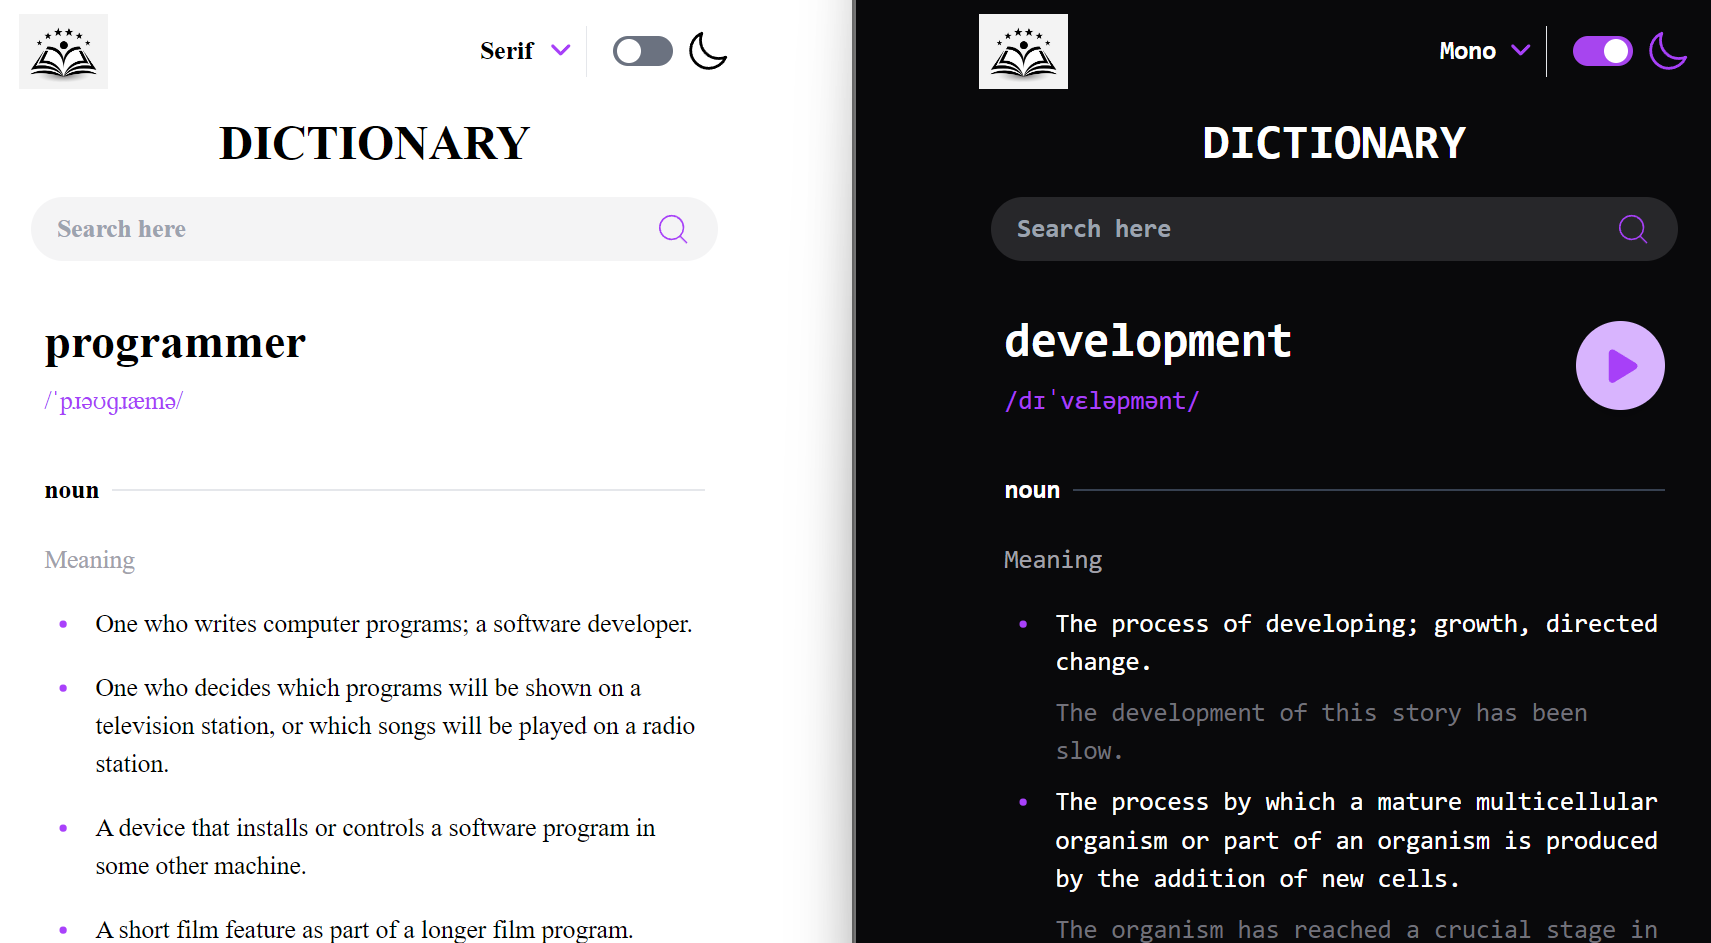 Serif
DICTIONARY
Search here
programmer
/ˈpɹəʊɡɹæmə/
noun
Meaning
One who writes computer programs; a software developer.
One who decides which programs will be shown on a
television station, or which songs will be played on a radio
station.
A device that installs or controls a software program in
some other machine.
A short film feature as part of a longer film program.
Mono
DICTIONARY
Search here
development
/dɪˈvɛləpmənt/
noun
Meaning
The process of developing; growth, directed
change.
The development of this story has been
slow.
The process by which a mature multicellular
organism or part of an organism is produced
by the addition of new cells.
The organism has reached a crucial stage in